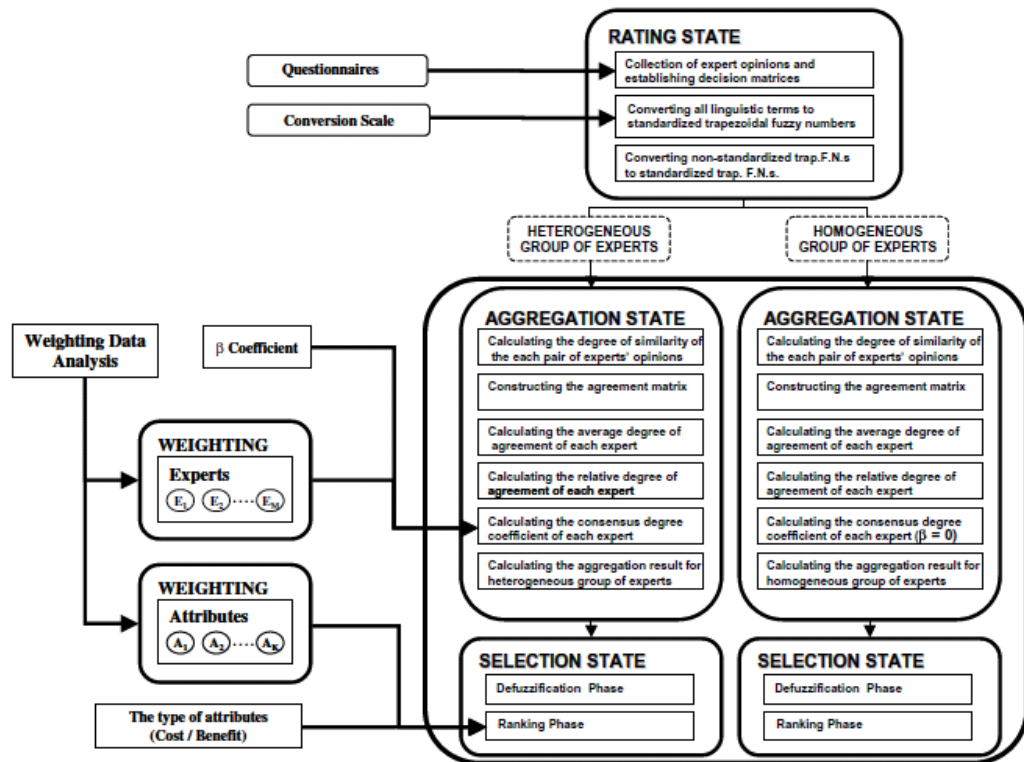 RATING STATE
Questionnaires
Collection of expert opinions and
establishing decision matrices
Conversion Scale
Converting all linguistic terms to
standardized trapezoidal fuzzy numbers
Converting non-standardized trap.F.N.s
to standardized trap. F.N.s.
HETEROGENEOUS
GROUP OF EXPERTS
HOMOGENEOUS
GROUP OF EXPERTS
Weighting Data
Analysis
β Coefficient
WEIGHTING
Experts
E1 E2 ···· EM
WEIGHTING
Attributes
A1 A2 ···· AK
The type of attributes
(Cost / Benefit)
AGGREGATION STATE
Calculating the degree of similarity of
the each pair of experts' opinions
Constructing the agreement matrix
Calculating the average degree of
agreement of each expert
Calculating the relative degree of
agreement of each expert
Calculating the consensus degree
coefficient of each expert
Calculating the aggregation result for
heterogeneous group of experts
SELECTION STATE
Defuzzification Phase
Ranking Phase
AGGREGATION STATE
Calculating the degree of similarity of
the each pair of experts' opinions
Constructing the agreement matrix
Calculating the average degree of
agreement of each expert
Calculating the relative degree of
agreement of each expert
Calculating the consensus degree
coefficient of each expert (β = 0)
Calculating the aggregation result for
homogeneous group of experts
SELECTION STATE
Defuzzification Phase
Ranking Phase